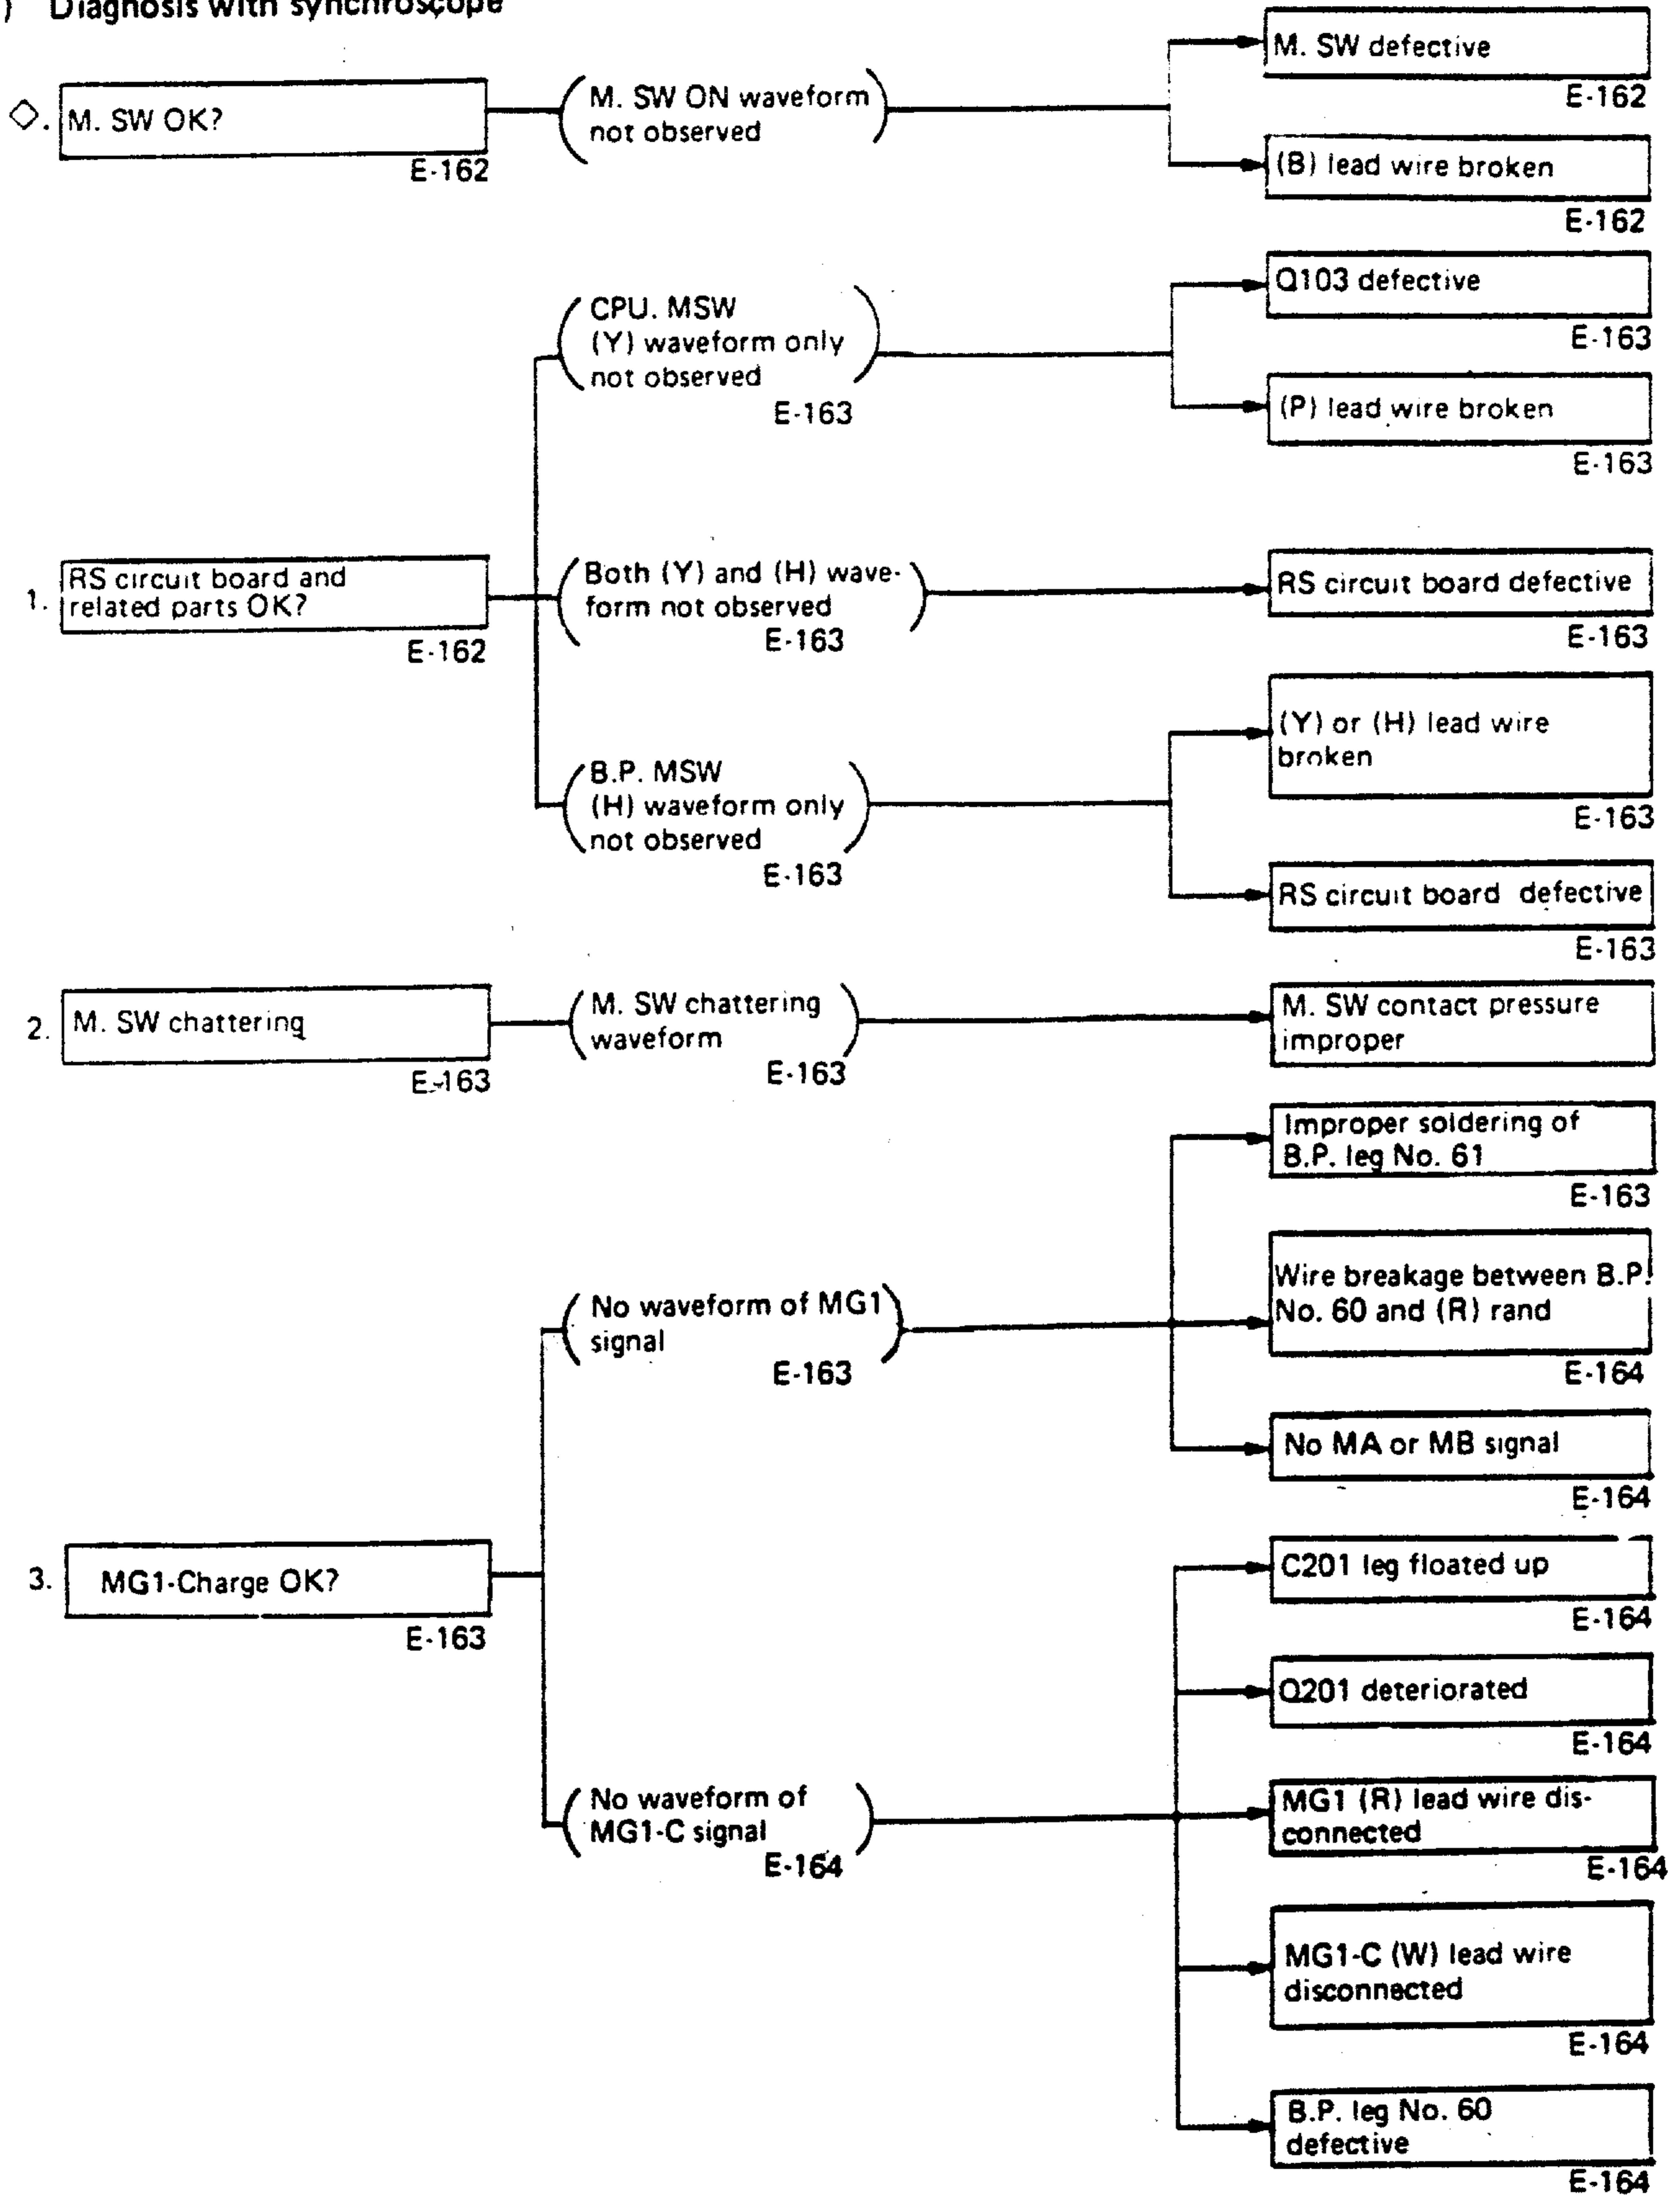 ) Diagnosis with synchroscope
◇. M. SW OK?
E-162
M. SW ON waveform
not observed
M. SW defective
E-162
(B) lead wire broken
E-162
1. RS circuit board and
related parts OK?
E-162
CPU. MSW
(Y) waveform only
not observed
E-163
Q103 defective
E-163
(P) lead wire broken
E-163
Both (Y) and (H) wave-
form not observed
E-163
RS circuit board defective
E-163
B.P. MSW
(H) waveform only
not observed
E-163
(Y) or (H) lead wire
broken
E-163
RS circuit board defective
E-163
2. M. SW chattering
E-163
M. SW chattering
waveform
E-163
M. SW contact pressure
improper
3. MG1-Charge OK?
E-163
No waveform of MG1
signal
E-163
Improper soldering of
B.P. leg No. 61
E-163
Wire breakage between B.P.
No. 60 and (R) rand
E-164
No MA or MB signal
E-164
No waveform of
MG1-C signal
E-164
C201 leg floated up
E-164
Q201 deteriorated
E-164
MG1 (R) lead wire dis-
connected
E-164
MG1-C (W) lead wire
disconnected
E-164
B.P. leg No. 60
defective
E-164